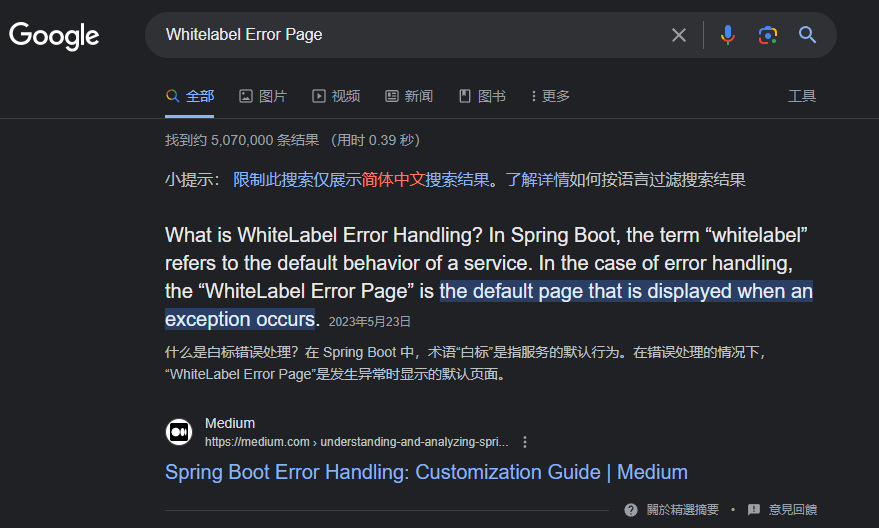 Google
Whitelabel Error Page
全部 图片 视频 新闻 图书 更多 工具
找到约 5,070,000 条结果 （用时 0.39 秒）
小提示： 限制此搜索仅展示简体中文搜索结果。了解详情如何按语言过滤搜索结果
What is WhiteLabel Error Handling? In Spring Boot, the term “whitelabel”
refers to the default behavior of a service. In the case of error handling,
the “WhiteLabel Error Page” is the default page that is displayed when an
exception occurs. 2023年5月23日
什么是白标错误处理？在 Spring Boot 中，术语“白标”是指服务的默认行为。在错误处理的情况下，
“WhiteLabel Error Page”是发生异常时显示的默认页面。
Medium
https://medium.com › understanding-and-analyzing-spri...
Spring Boot Error Handling: Customization Guide | Medium
關於精選摘要 • 意見回饋